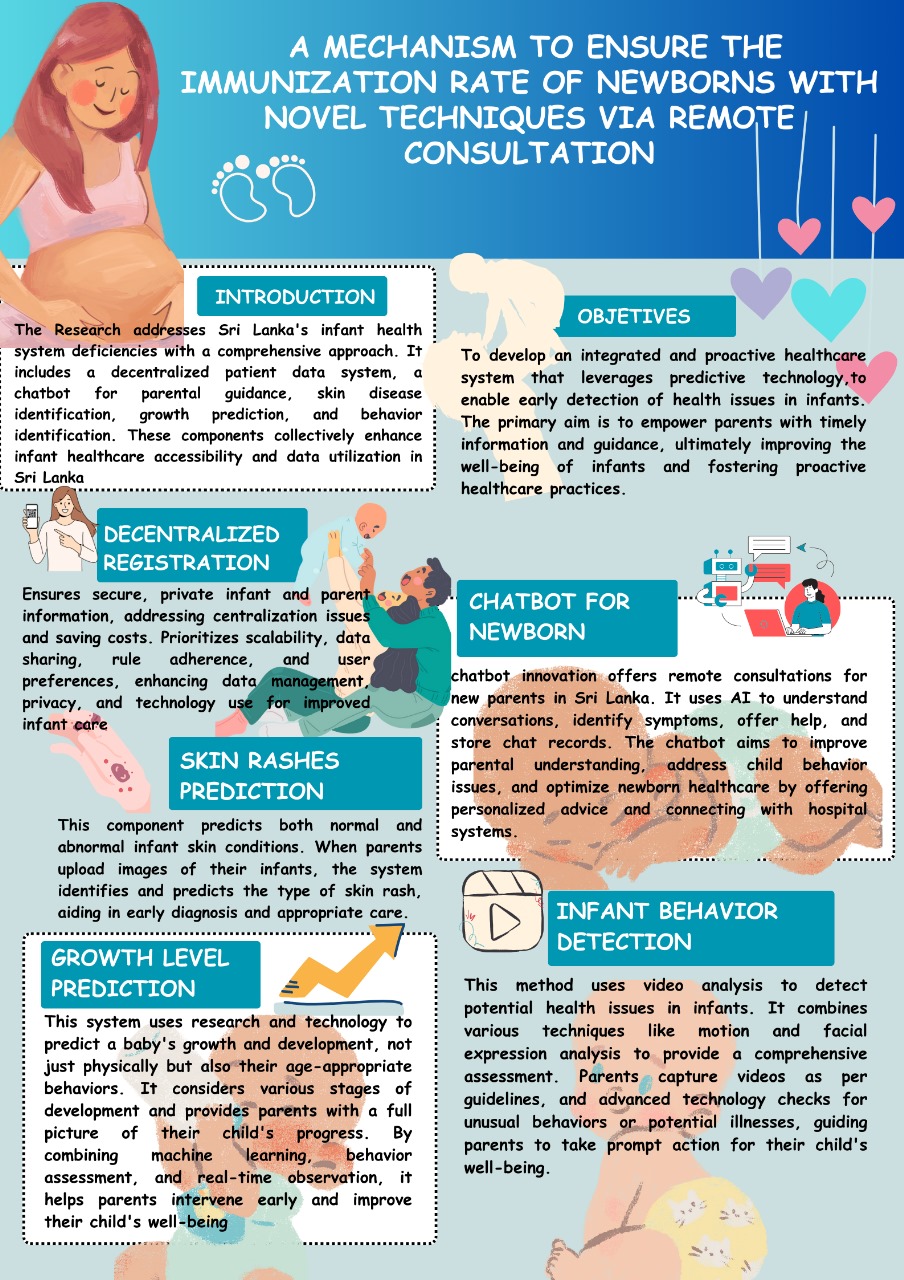 A MECHANISM TO ENSURE THE
IMMUNIZATION RATE OF NEWBORNS WITH
NOVEL TECHNIQUES VIA REMOTE
CONSULTATION
INTRODUCTION
The Research addresses Sri Lanka's infant health
system deficiencies with a comprehensive approach. It
includes a decentralized patient data system, a
chatbot for parental guidance, skin disease
identification, growth prediction, and behavior
identification. These components collectively enhance
infant healthcare accessibility and data utilization in
Sri Lanka
OBJETIVES
To develop an integrated and proactive healthcare
system that leverages predictive technology,to
enable early detection of health issues in infants.
The primary aim is to empower parents with timely
information and guidance, ultimately improving the
well-being of infants and fostering proactive
healthcare practices.
DECENTRALIZED
REGISTRATION
Ensures secure, private infant and parent
information, addressing centralization issues
and saving costs. Prioritizes scalability, data
sharing, rule adherence, and user
preferences, enhancing data management,
privacy, and technology use for improved
infant care
CHATBOT FOR
NEWBORN
chatbot innovation offers remote consultations for
new parents in Sri Lanka. It uses AI to understand
conversations, identify symptoms, offer help, and
store chat records. The chatbot aims to improve
parental understanding, address child behavior
issues, and optimize newborn healthcare by offering
personalized advice and connecting with hospital
systems.
SKIN RASHES
PREDICTION
This component predicts both normal and
abnormal infant skin conditions. When parents
upload images of their infants, the system
identifies and predicts the type of skin rash,
aiding in early diagnosis and appropriate care.
INFANT BEHAVIOR
DETECTION
This method uses video analysis to detect
potential health issues in infants. It combines
various techniques like motion and facial
expression analysis to provide a comprehensive
assessment. Parents capture videos as per
guidelines, and advanced technology checks for
unusual behaviors or potential illnesses, guiding
parents to take prompt action for their child's
well-being.
GROWTH LEVEL
PREDICTION
This system uses research and technology to
predict a baby's growth and development, not
just physically but also their age-appropriate
behaviors. It considers various stages of
development and provides parents with a full
picture of their child's progress. By
combining machine learning, behavior
assessment, and real-time observation, it
helps parents intervene early and improve
their child's well-being